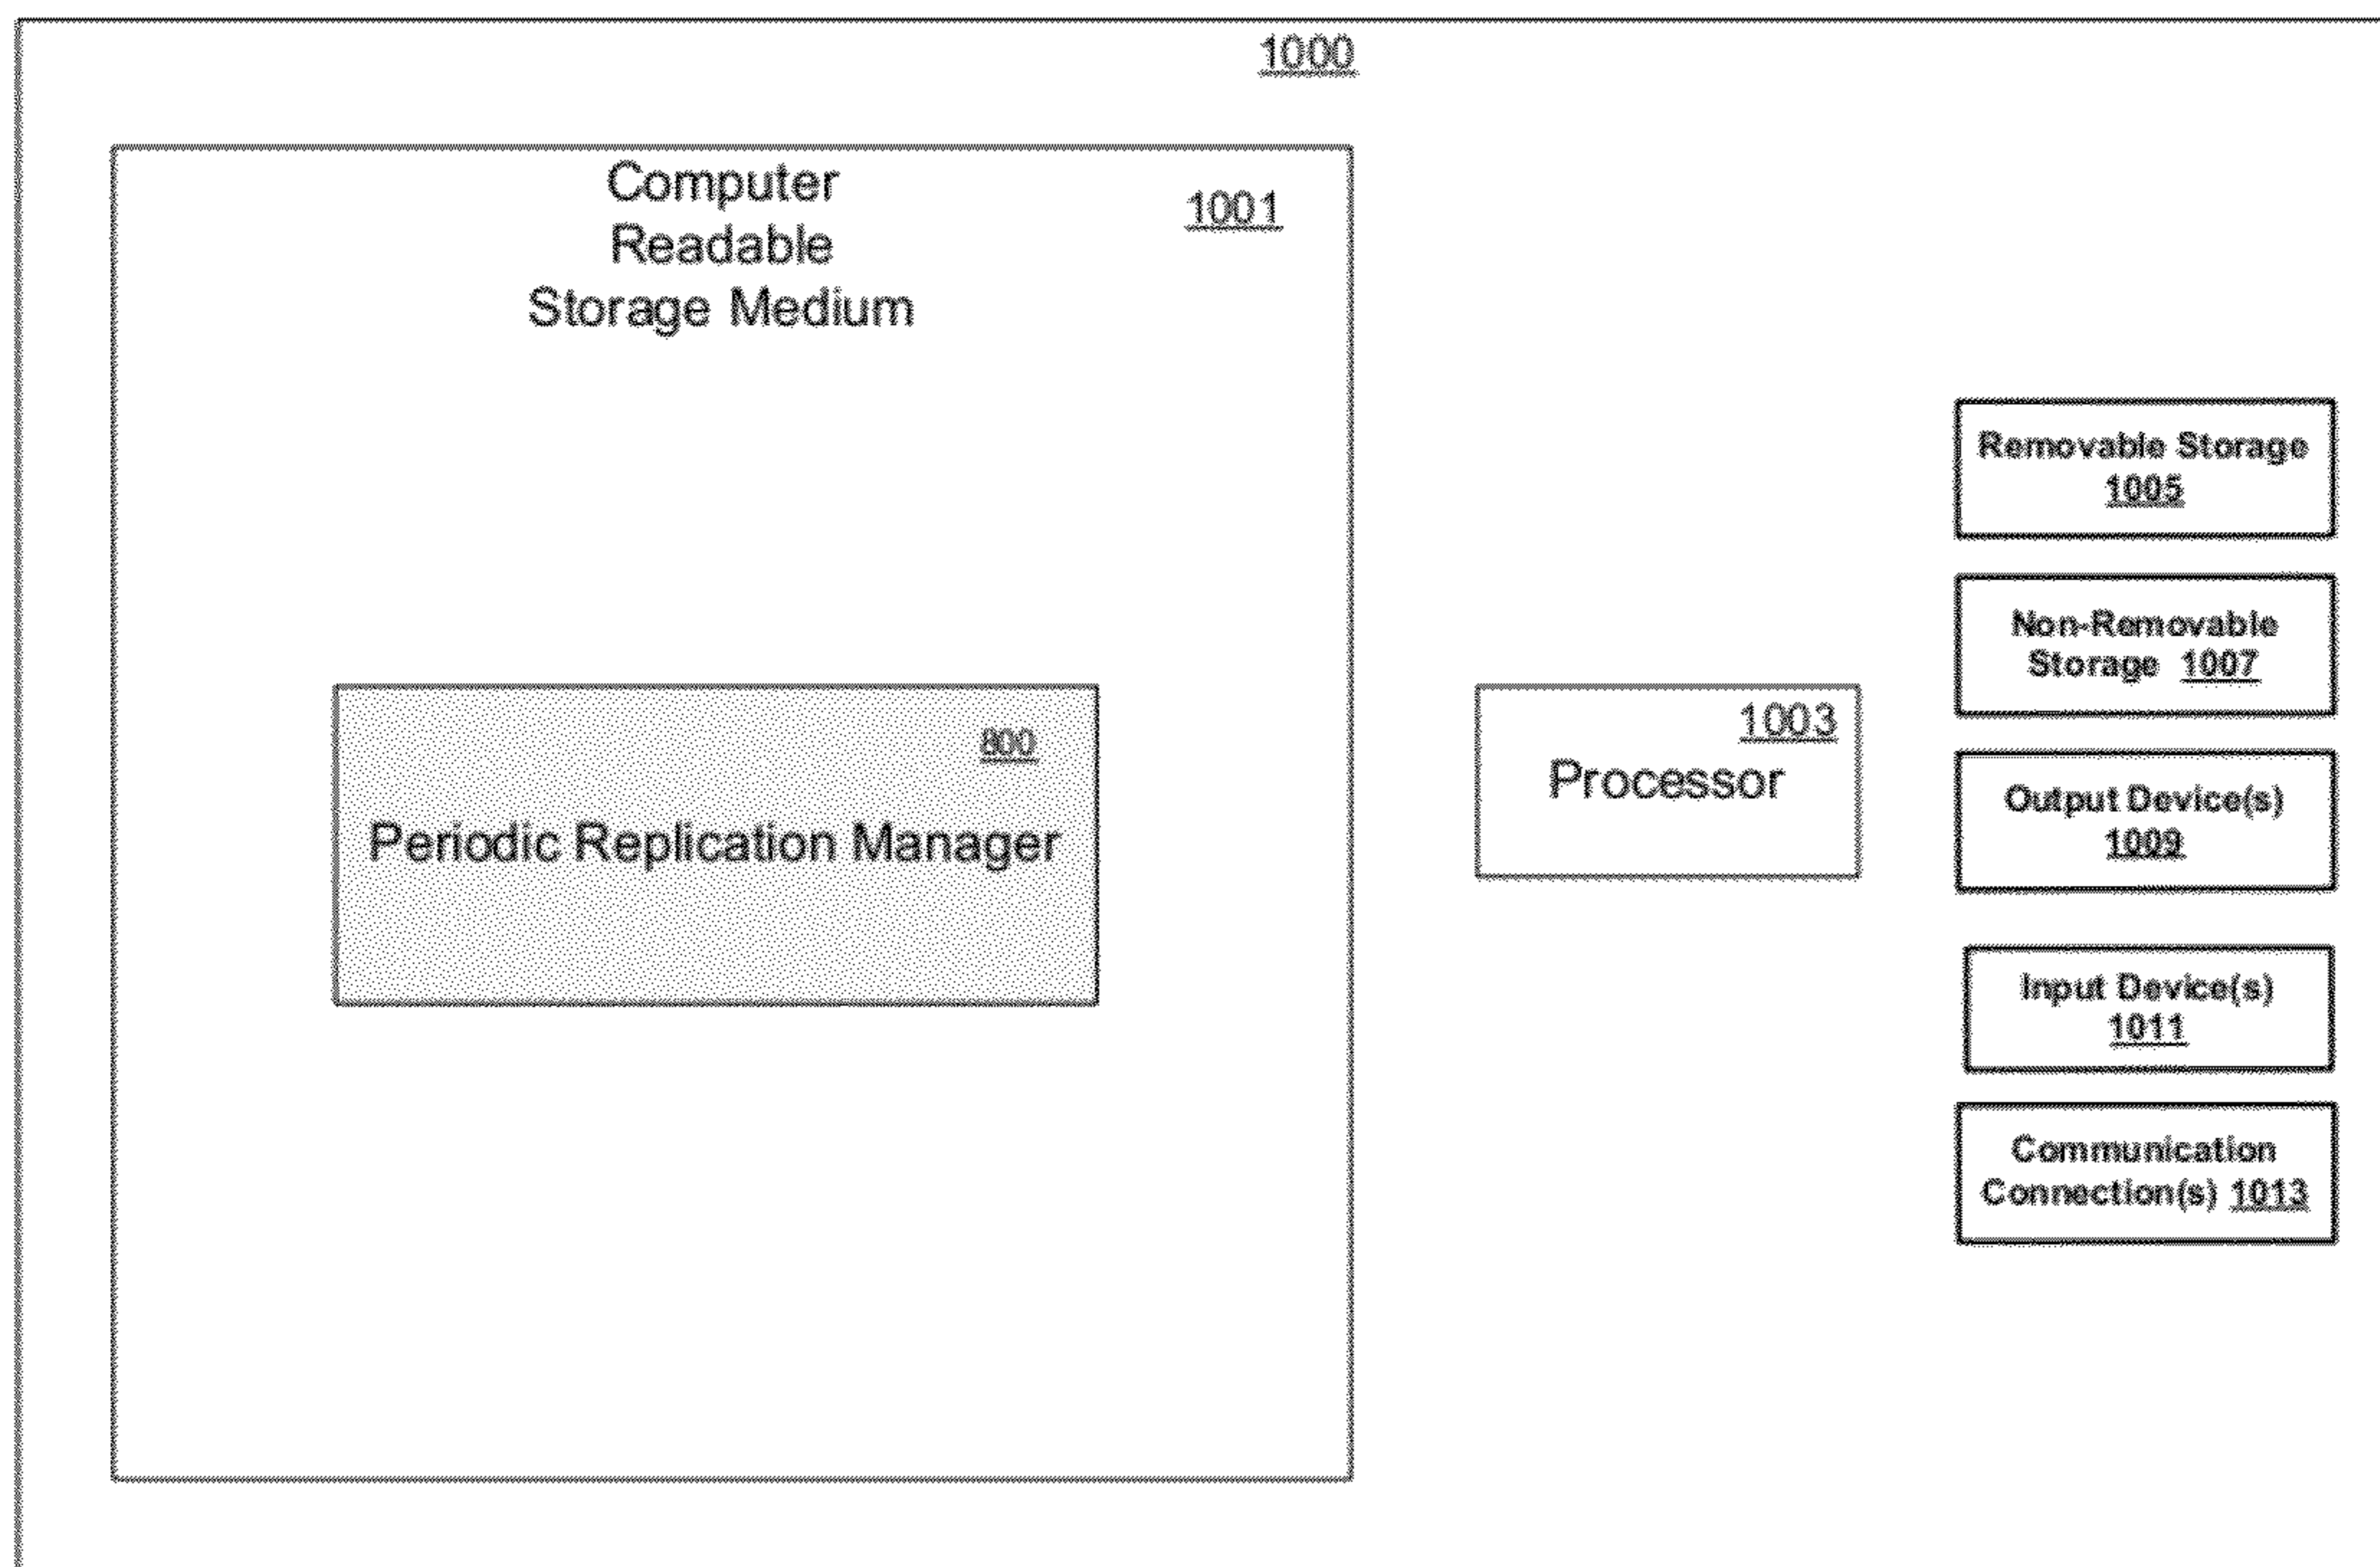 1000
Computer
Readable
Storage Medium
1001
800
Periodic Replication Manager
1003
Processor
Removable Storage
1005
Non-Removable
Storage 1007
Output Device(s)
1009
Input Device(s)
1011
Communication
Connection(s) 1013